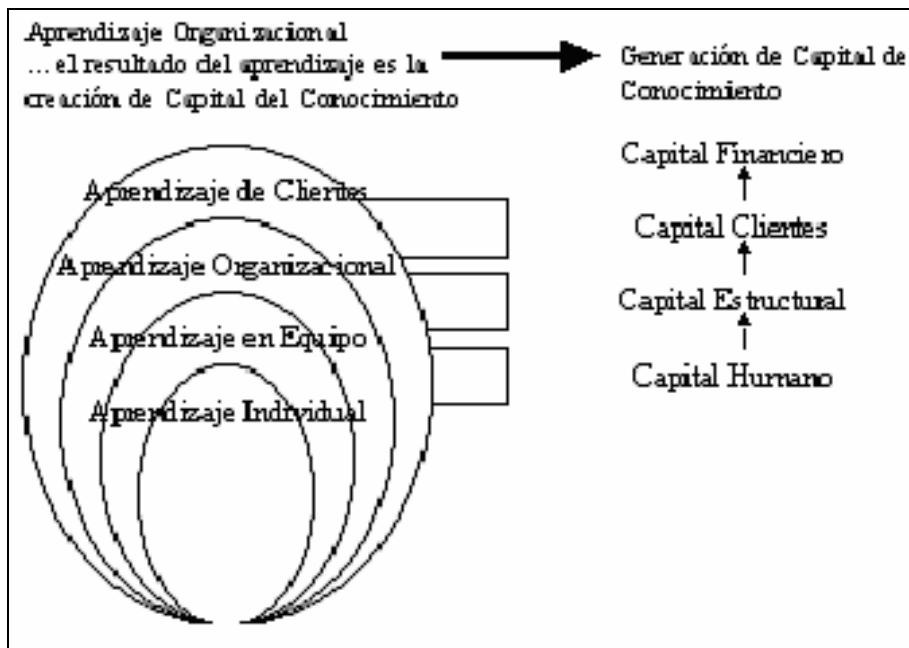 Aprendizaje Organizacional
...el resultado del aprendizaje es la
creación de Capital del Conocimiento
Generación de Capital de
Conocimiento
Aprendizaje de Clientes
Aprendizaje Organizacional
Aprendizaje en Equipo
Aprendizaje Individual
Capital Financiero
Capital Clientes
Capital Estructural
Capital Humano